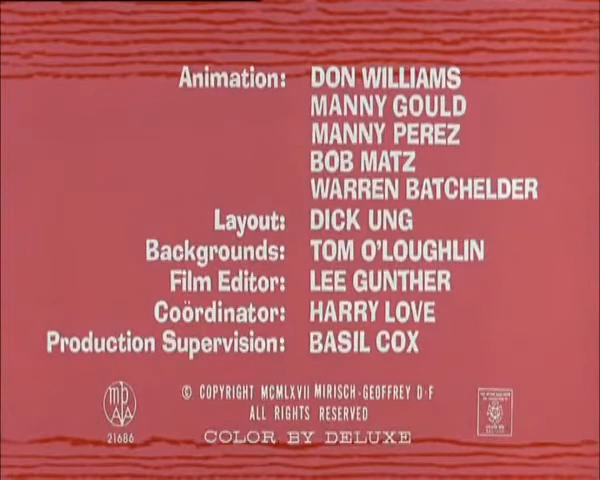 Animation: DON WILLIAMS
MANNY GOULD
MANNY PEREZ
BOB MATZ
WARREN BATCHELDER
Layout: DICK UNG
Backgrounds: TOM O'LOUGHLIN
Film Editor: LEE GUNTHER
Coördinator: HARRY LOVE
Production Supervision: BASIL COX
© COPYRIGHT MCMLXVII MIRISCH-GEOFFREY D-F
ALL RIGHTS RESERVED
COLOR BY DELUXE
mp
AA
21686